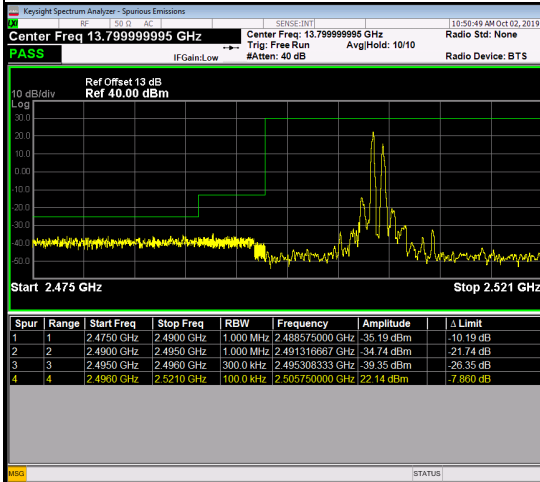 Keysight Spectrum Analyzer - Spurious Emissions
LXI RF 50 Ω AC SENSE:INT 10:50:49 AM Oct 02, 2019
Center Freq 13.799999995 GHz Center Freq: 13.799999995 GHz Radio Std: None
Trig: Free Run Avg|Hold: 10/10
PASS IFGain:Low #Atten: 40 dB Radio Device: BTS
Ref Offset 13 dB
10 dB/div Ref 40.00 dBm
Log
30.0
20.0
10.0
0.00
-10.0
-20.0
-30.0
-40.0
-50.0
Start 2.475 GHz Stop 2.521 GHz
Spur Range Start Freq Stop Freq RBW Frequency Amplitude Δ Limit
1 1 2.4750 GHz 2.4900 GHz 1.000 MHz 2.488575000 GHz -35.19 dBm -10.19 dB
2 2 2.4900 GHz 2.4950 GHz 1.000 MHz 2.491316667 GHz -34.74 dBm -21.74 dB
3 3 2.4950 GHz 2.4960 GHz 300.0 kHz 2.495308333 GHz -39.35 dBm -26.35 dB
4 4 2.4960 GHz 2.5210 GHz 100.0 kHz 2.505750000 GHz 22.14 dBm -7.860 dB
MSG STATUS